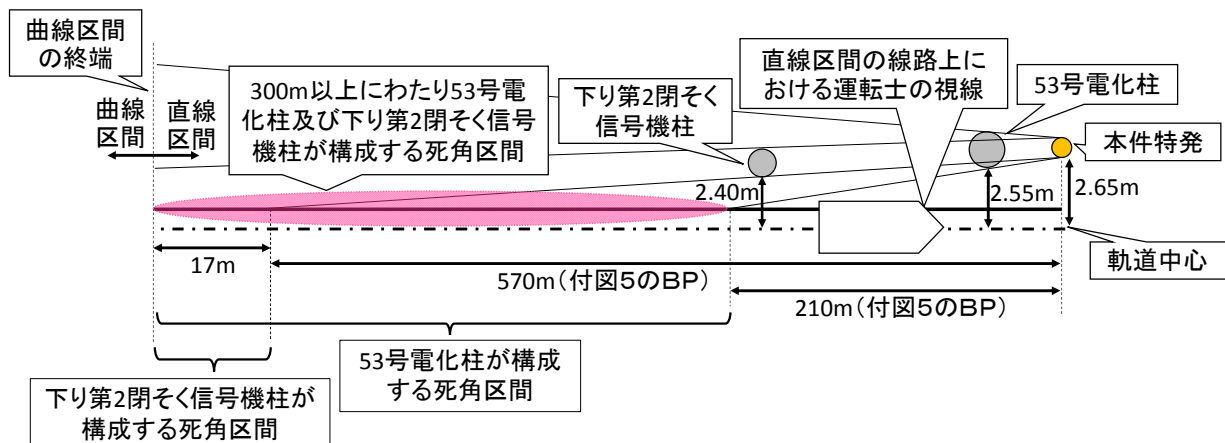 曲線区間
の終端
曲線
区間
直線
区間
300m以上にわたり53号電
化柱及び下り第2閉そく信号
機柱が構成する死角区間
下り第2閉そく
信号機柱
直線区間の線路上に
おける運転士の視線
53号電化柱
本件特発
2.40m
2.55m
2.65m
軌道中心
17m
570m(付図5のBP)
210m(付図5のBP)
53号電化柱が構成
する死角区間
下り第2閉そく信号機柱が
構成する死角区間